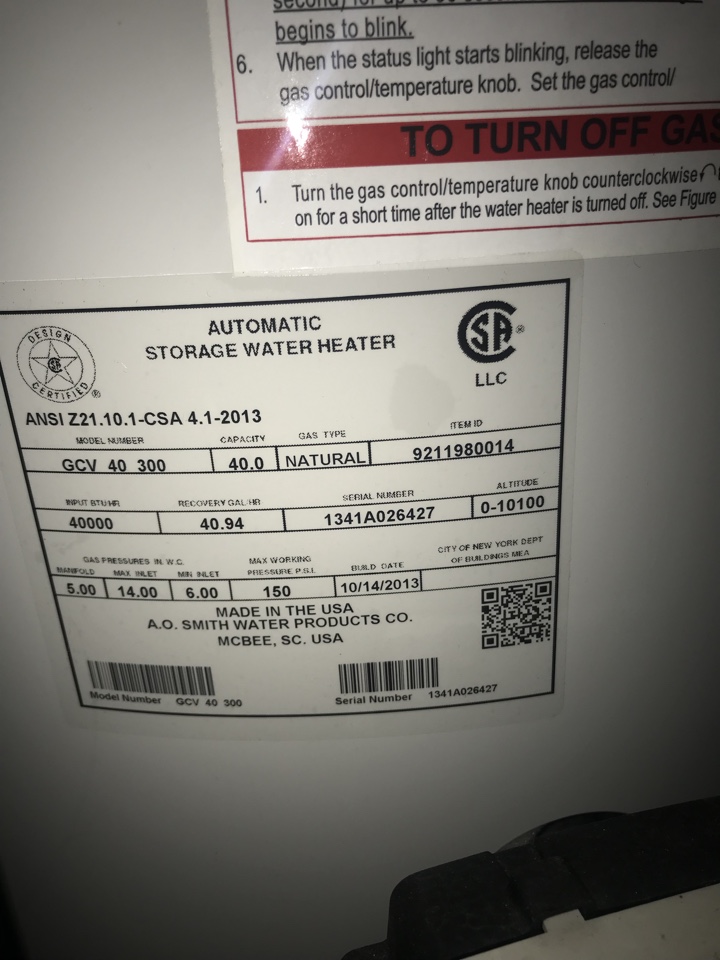 second) for up to
begins to blink.
6. When the status light starts blinking, release the
gas control/temperature knob. Set the gas control/
TO TURN OFF GAS
1. Turn the gas control/temperature knob counterclockwise
on for a short time after the water heater is turned off. See Figure
DESIGN
CERTIFIED
®
AUTOMATIC
STORAGE WATER HEATER
SA ®
LLC
ANSI Z21.10.1-CSA 4.1-2013
MODEL NUMBER CAPACITY GAS TYPE ITEM ID
GCV 40 300 40.0 NATURAL 9211980014
INPUT BTU/HR RECOVERY GAL/HR SERIAL NUMBER ALTITUDE
40000 40.94 1341A026427 0-10100
GAS PRESSURES IN. W.C. MAX WORKING BUILD DATE CITY OF NEW YORK DEPT
MANIFOLD MAX INLET MIN INLET PRESSURE P.S.I. OF BUILDINGS MEA
5.00 14.00 6.00 150 10/14/2013
MADE IN THE USA
A.O. SMITH WATER PRODUCTS CO.
MCBEE, SC. USA
Model Number GCV 40 300 Serial Number 1341A026427